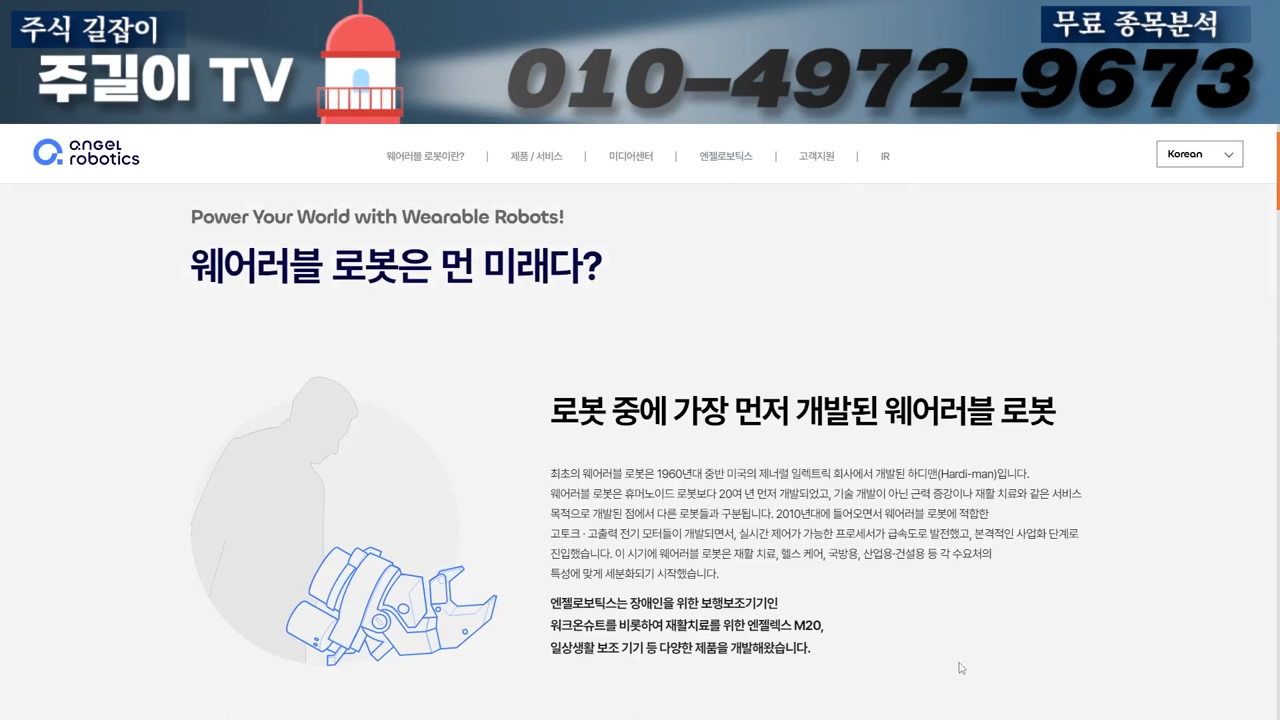 주식 길잡이
주길이 TV
무료 종목분석
010-4972-9673
angel
robotics
웨어러블 로봇이란? | 제품 / 서비스 | 미디어센터 | 엔젤로보틱스 | 고객지원 | IR
Korean
Power Your World with Wearable Robots!
웨어러블 로봇은 먼 미래다?
로봇 중에 가장 먼저 개발된 웨어러블 로봇
최초의 웨어러블 로봇은 1960년대 중반 미국의 제너럴 일렉트릭 회사에서 개발된 하디맨(Hardi-man)입니다.
웨어러블 로봇은 휴머노이드 로봇보다 20여 년 먼저 개발되었고, 기술 개발이 아닌 근력 증강이나 재활 치료와 같은 서비스
목적으로 개발된 점에서 다른 로봇들과 구분됩니다. 2010년대에 들어오면서 웨어러블 로봇에 적합한
고토크 · 고출력 전기 모터들이 개발되면서, 실시간 제어가 가능한 프로세서가 급속도로 발전했고, 본격적인 사업화 단계로
진입했습니다. 이 시기에 웨어러블 로봇은 재활 치료, 헬스 케어, 국방용, 산업용·건설용 등 각 수요처의
특성에 맞게 세분화되기 시작했습니다.
엔젤로보틱스는 장애인을 위한 보행보조기기인
워크온슈트를 비롯하여 재활치료를 위한 엔젤렉스 M20,
일상생활 보조 기기 등 다양한 제품을 개발해왔습니다.